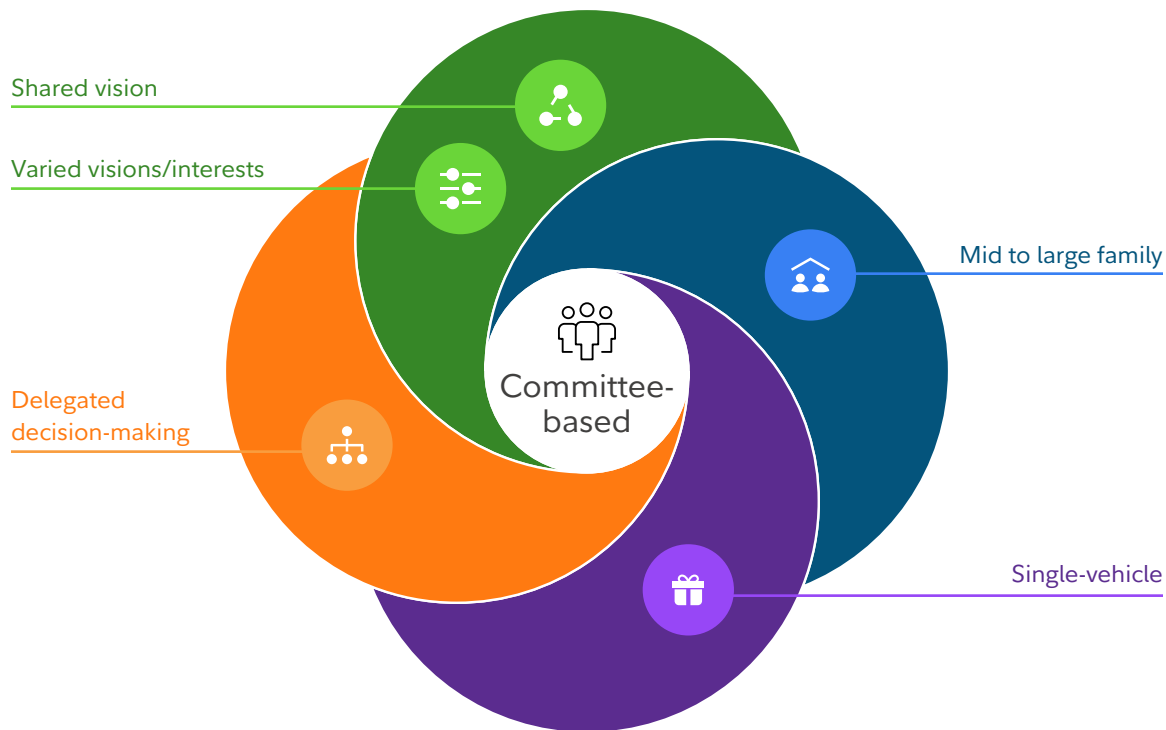 Shared vision
Varied visions/interests
Mid to large family
Committee-
based
Delegated
decision-making
Single-vehicle